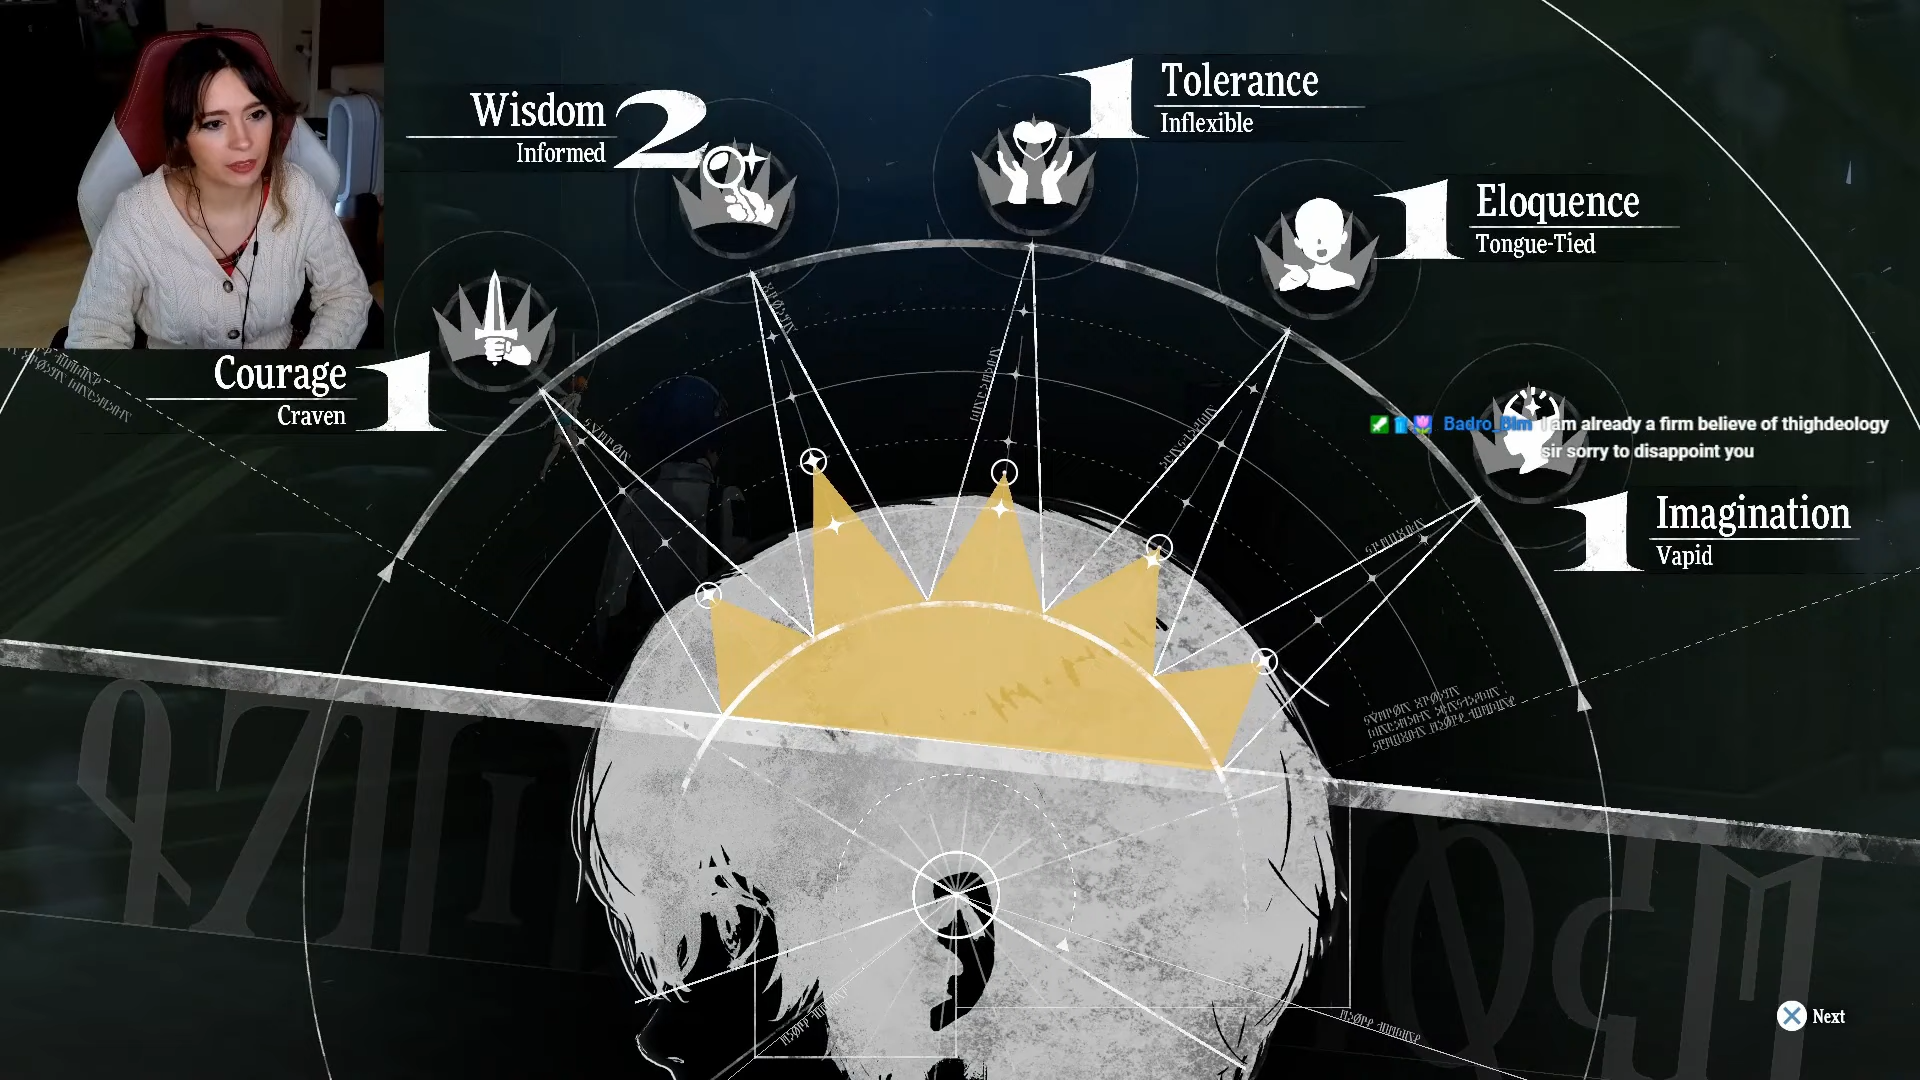 Wisdom 2
Informed
1 Tolerance
Inflexible
1 Eloquence
Tongue-Tied
Courage 1
Craven
Badro_Blm I am already a firm believe of thighdeology
sir sorry to disappoint you
1 Imagination
Vapid
Next